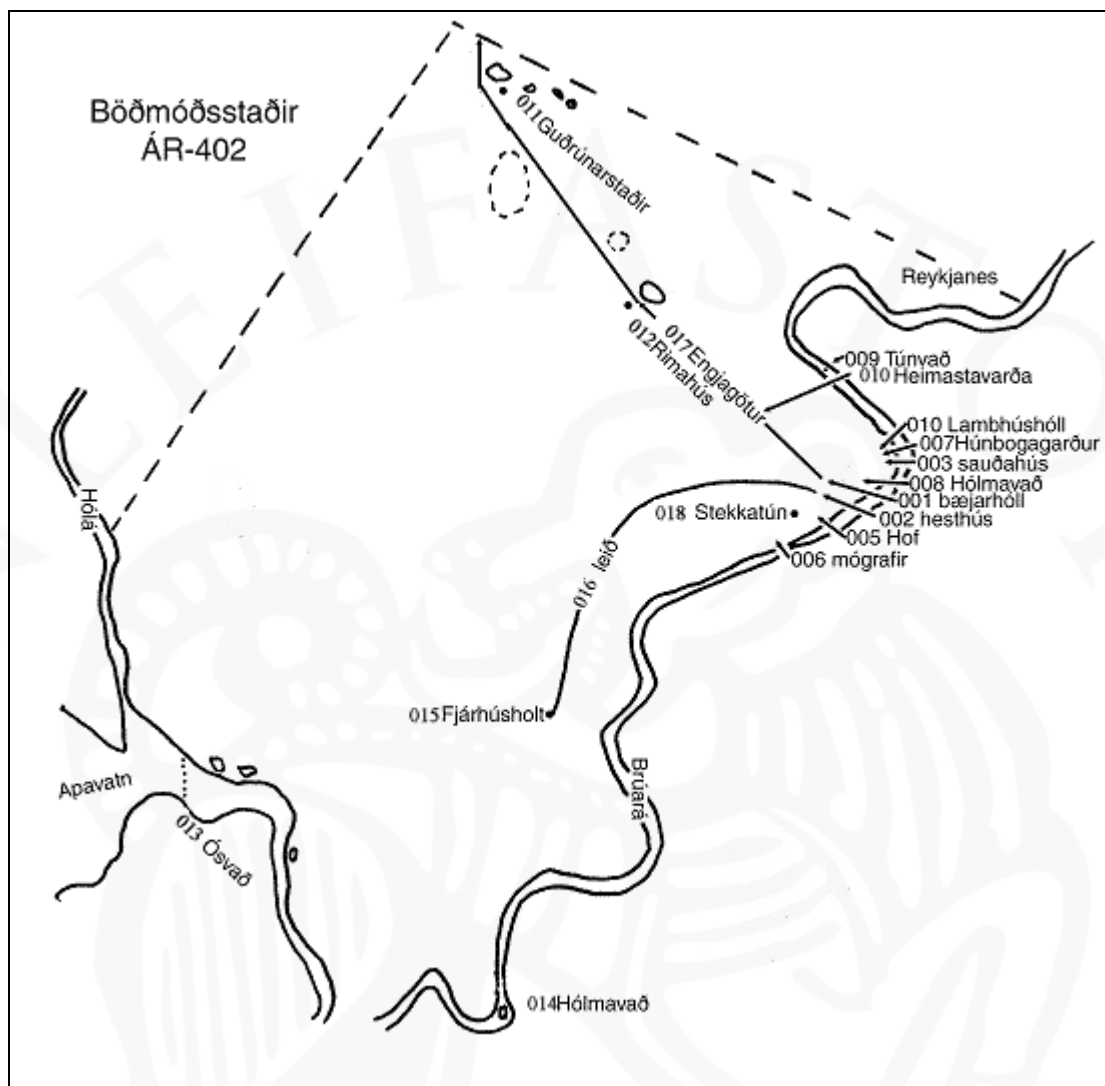 Böðmóðsstaðir
ÁR-402
011 Guðrúnarstaðir
Reykjanes
012 Rimahús
017 Engjagötur
009 Túnvað
010 Heimastavarða
010 Lambhúshóll
007 Húnbogagarður
003 sauðahús
008 Hólmavað
001 bæjarhóll
002 hesthús
005 Hof
006 mógrafir
018 Stekkatún
016 leið
015 Fjárhúsholt
Hólá
Apavatn
013 Ósvað
Brúará
014 Hólmavað